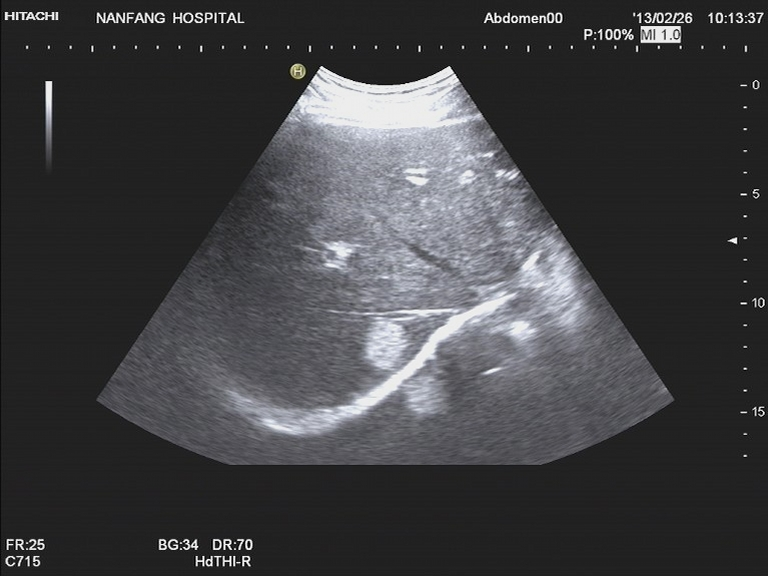 HITACHI NANFANG HOSPITAL Abdomen00 '13/02/26 10:13:37
P:100% MI 1.0
H
0
5
10
15
FR:25 BG:34 DR:70
C715 HdTHI-R